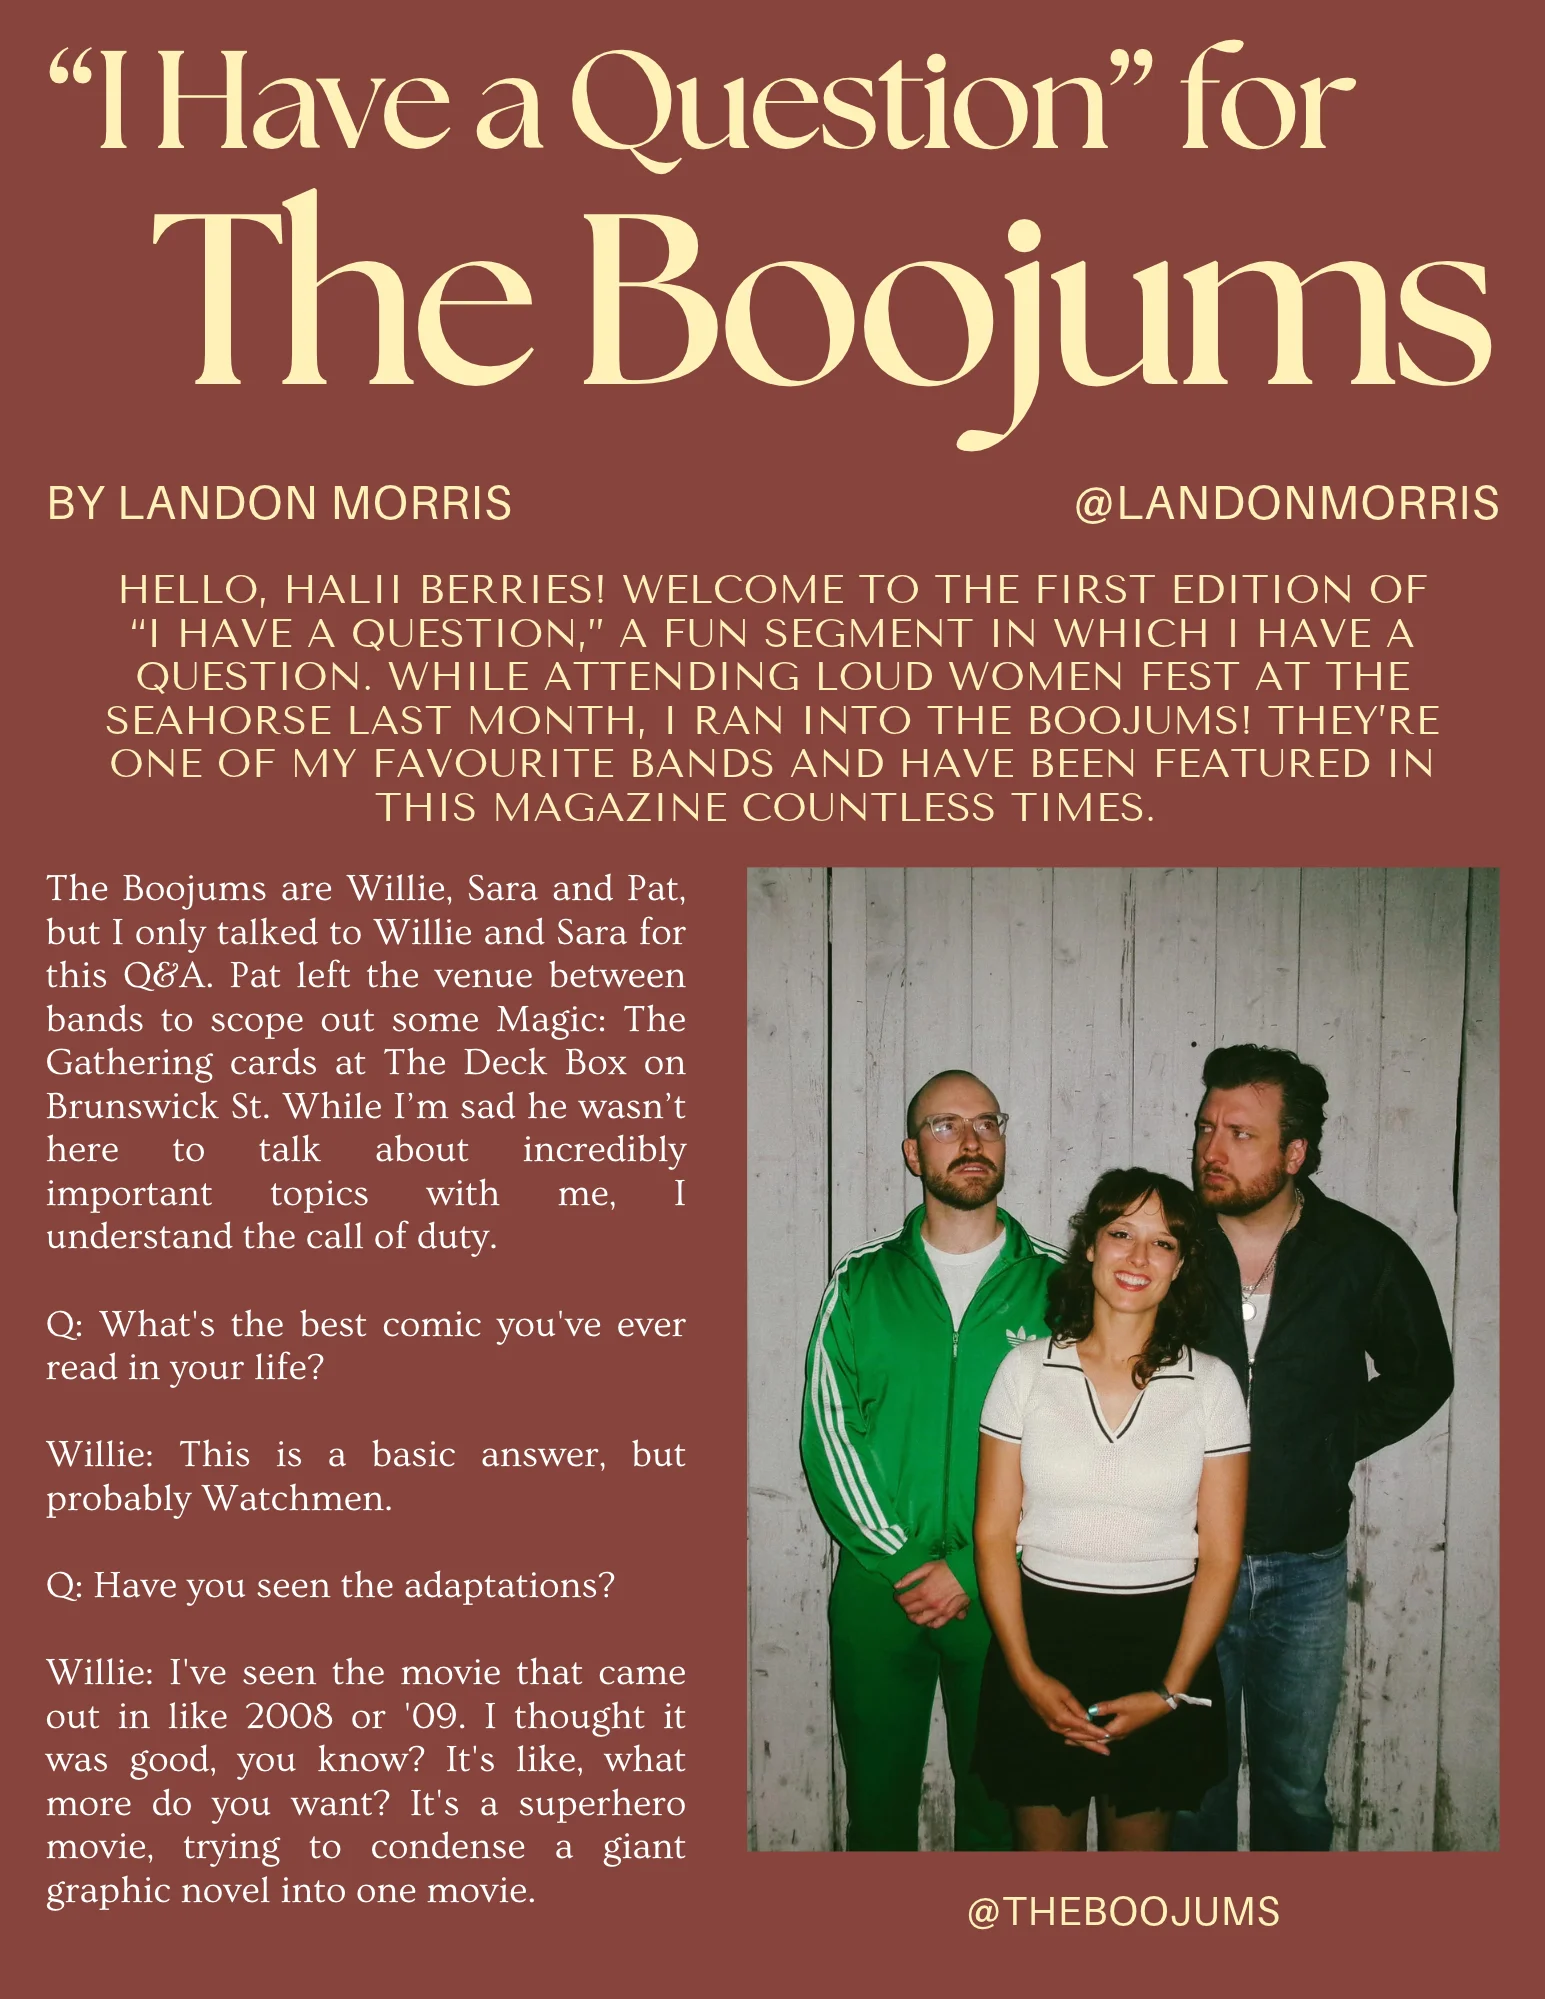 “I Have a Question” for
The Boojums
BY LANDON MORRIS
@LANDONMORRIS
HELLO, HALII BERRIES! WELCOME TO THE FIRST EDITION OF
“I HAVE A QUESTION,” A FUN SEGMENT IN WHICH I HAVE A
QUESTION. WHILE ATTENDING LOUD WOMEN FEST AT THE
SEAHORSE LAST MONTH, I RAN INTO THE BOOJUMS! THEY’RE
ONE OF MY FAVOURITE BANDS AND HAVE BEEN FEATURED IN
THIS MAGAZINE COUNTLESS TIMES.
The Boojums are Willie, Sara and Pat,
but I only talked to Willie and Sara for
this Q&A. Pat left the venue between
bands to scope out some Magic: The
Gathering cards at The Deck Box on
Brunswick St. While I’m sad he wasn’t
here to talk about incredibly
important topics with me, I
understand the call of duty.
Q: What's the best comic you've ever
read in your life?
Willie: This is a basic answer, but
probably Watchmen.
Q: Have you seen the adaptations?
Willie: I've seen the movie that came
out in like 2008 or '09. I thought it
was good, you know? It's like, what
more do you want? It's a superhero
movie, trying to condense a giant
graphic novel into one movie.
@THEBOOJUMS